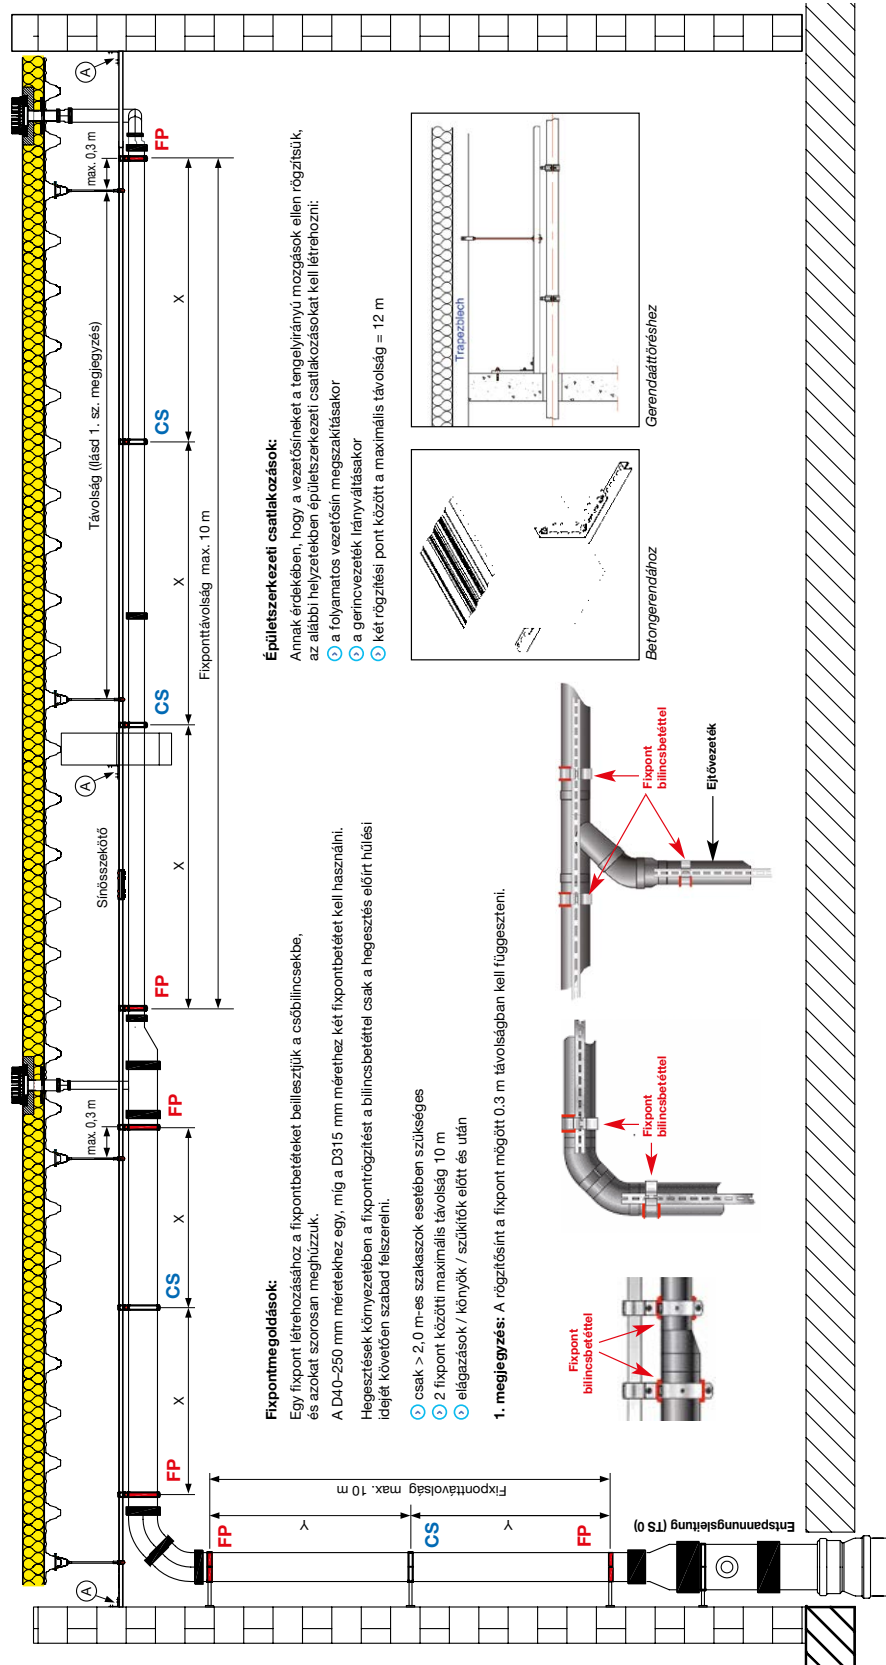 A
A
A
max. 0,3 m
Távolság ((lásd 1. sz. megjegyzés)
Sínösszekötő
max. 0,3 m
FP
CS
FP
FP
CS
CS
FP
X
X
X
X
X
Fixponttávolság max. 10 m
FP
CS
FP
Y
Y
Fixponttávolság max. 10 m
Entspannungsleitung (TS 0)
Fixpontmegoldások:
Egy fixpont létrehozásához a fixpontbetéteket beillesztjük a csőbilincsekbe,
és azokat szorosan meghúzzuk.
A D40–250 mm méretekhez egy, míg a D315 mm mérethez két fixpontbetétet kell használni.
Hegesztések környezetében a fixpontrögzítést a bilincsbetéttel csak a hegesztés előírt hűlési
idejét követően szabad felszerelni.
csak > 2,0 m-es szakaszok esetében szükséges
2 fixpont közötti maximális távolság 10 m
elágazások / könyök / szűkítők előtt és után
1. megjegyzés: A rögzítősínt a fixpont mögött 0.3 m távolságban kell függeszteni.
Fixpont
bilincsbetéttel
Fixpont
bilincsbetéttel
Fixpont
bilincsbetéttel
Ejtővezeték
Épületszerkezeti csatlakozások:
Annak érdekében, hogy a vezetősíneket a tengelyirányú mozgások ellen rögzítsük,
az alábbi helyzetekben épületszerkezeti csatlakozásokat kell létrehozni:
a folyamatos vezetősín megszakításakor
a gerincvezeték Irányváltásakor
két rögzítési pont között a maximális távolság = 12 m
Betongerendához
Trapezblech
Gerendaáttöréshez